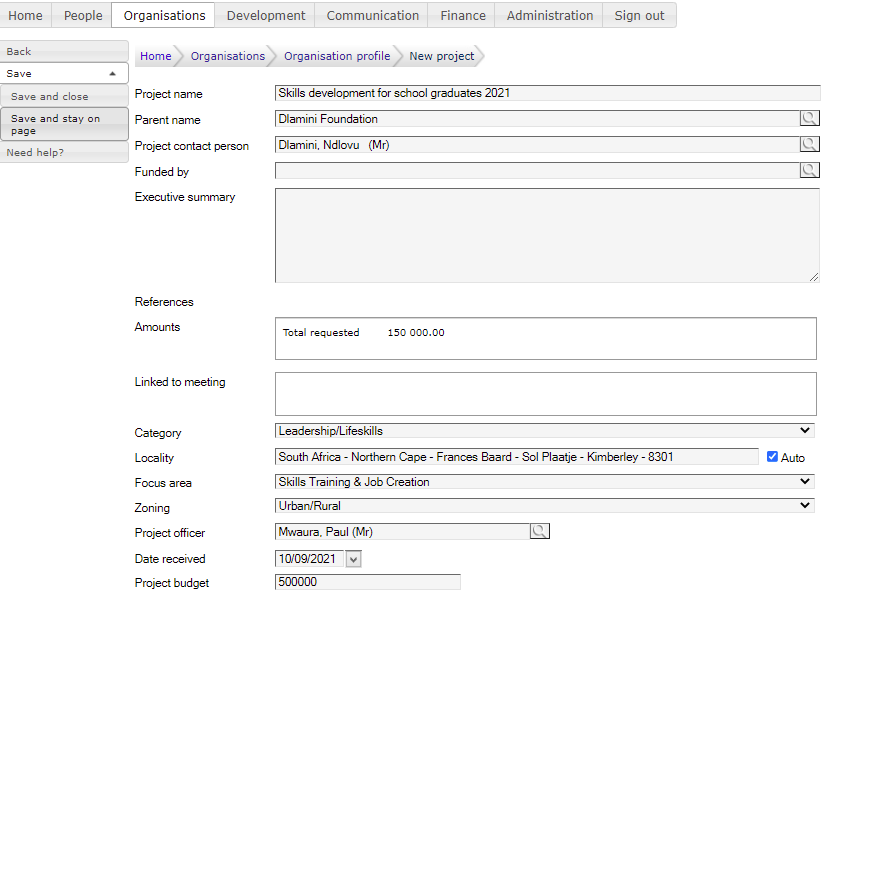 Home People Organisations Development Communication Finance Administration Sign out
Back
Save
Save and close
Save and stay on
page
Need help?
Home Organisations Organisation profile New project
Project name Skills development for school graduates 2021
Parent name Dlamini Foundation
Project contact person Dlamini, Ndlovu (Mr)
Funded by
Executive summary
References
Amounts Total requested 150 000.00
Linked to meeting
Category Leadership/Lifeskills
Locality South Africa - Northern Cape - Frances Baard - Sol Plaatje - Kimberley - 8301 Auto
Focus area Skills Training & Job Creation
Zoning Urban/Rural
Project officer Mwaura, Paul (Mr)
Date received 10/09/2021
Project budget 500000